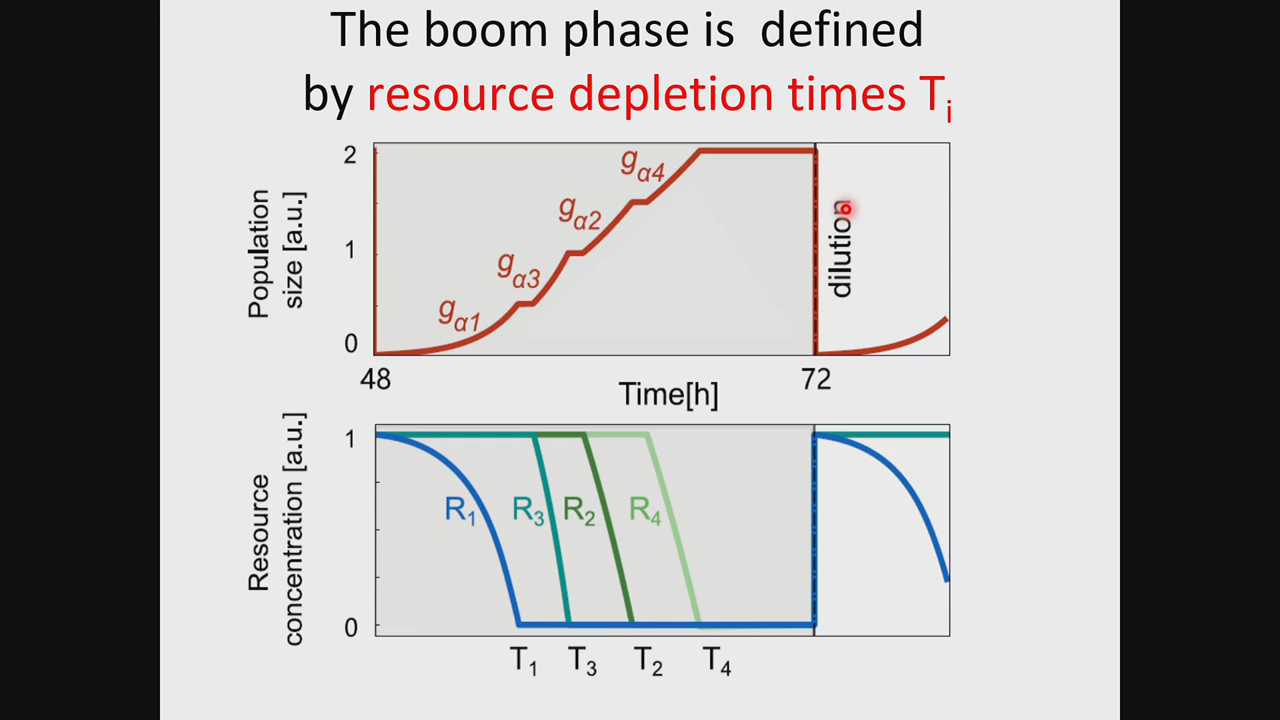 The boom phase is  defined
by resource depletion times Ti
Population
size [a.u.]
2
1
0
gα1
gα3
gα2
gα4
dilution
48
72
Time[h]
Resource
concentration [a.u.]
1
0
R1
R3
R2
R4
T1
T3
T2
T4